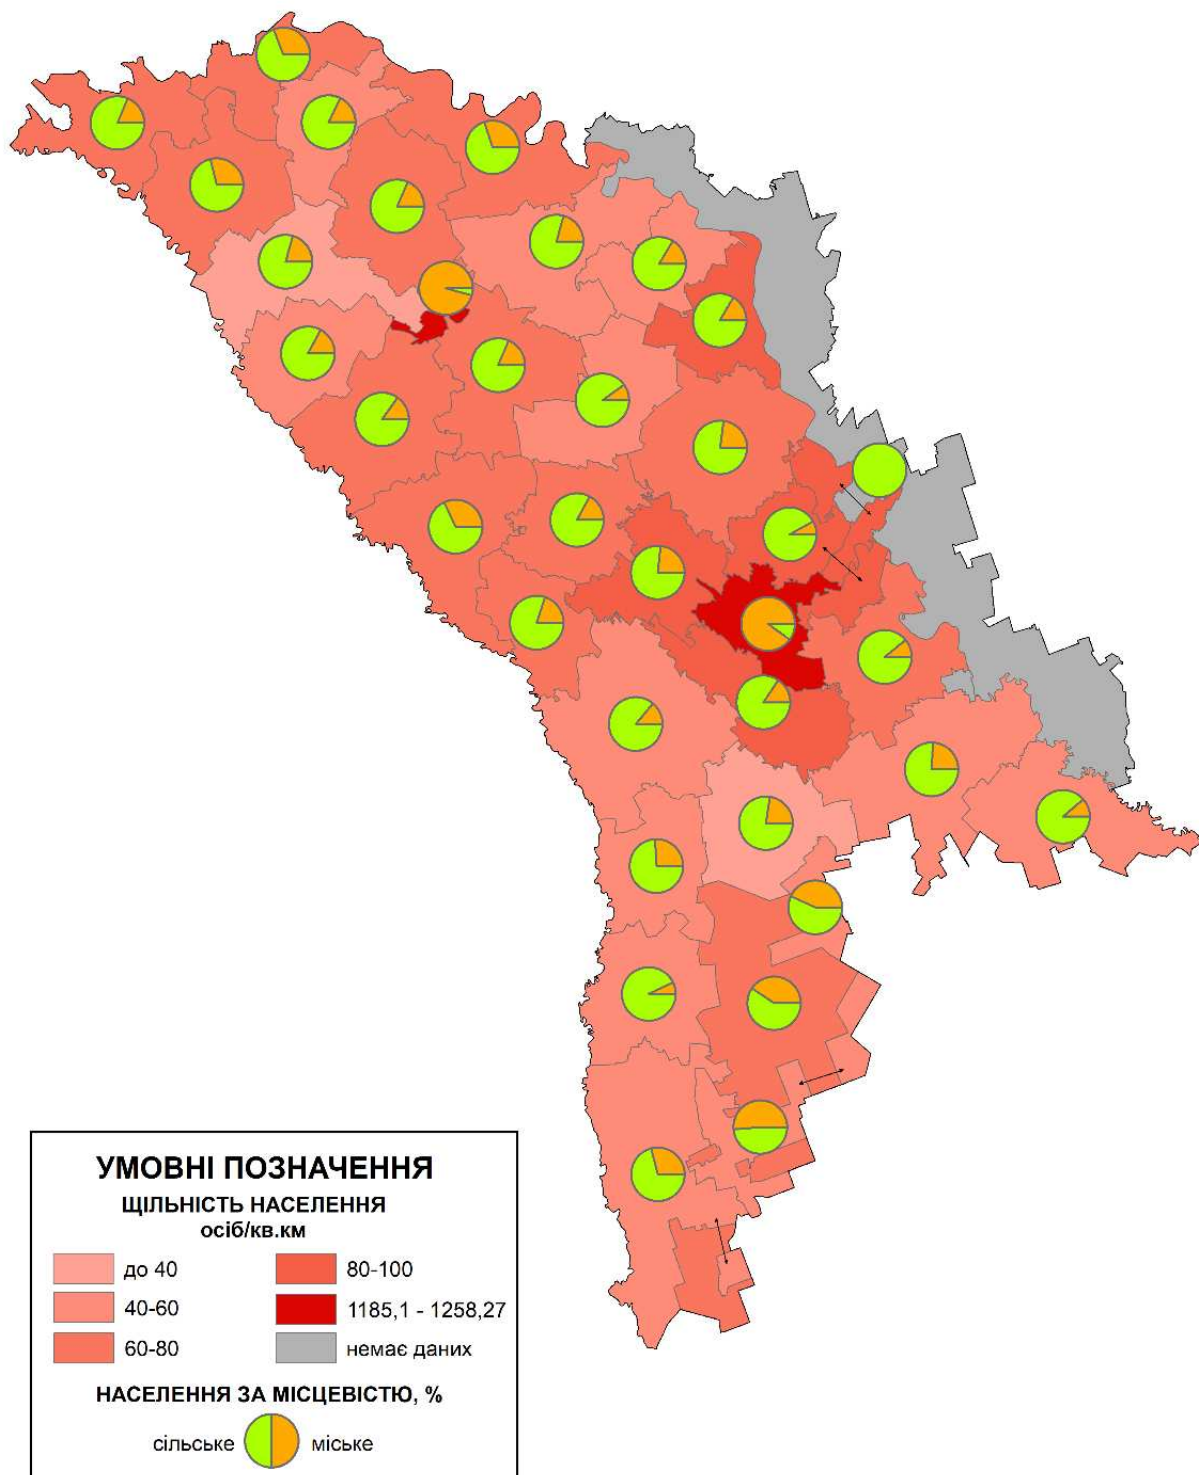 УМОВНІ ПОЗНАЧЕННЯ
ЩІЛЬНІСТЬ НАСЕЛЕННЯ
осіб/кв.км
до 40
80-100
40-60
1185,1 - 1258,27
60-80
немає даних
НАСЕЛЕННЯ ЗА МІСЦЕВІСТЮ, %
сільське міське